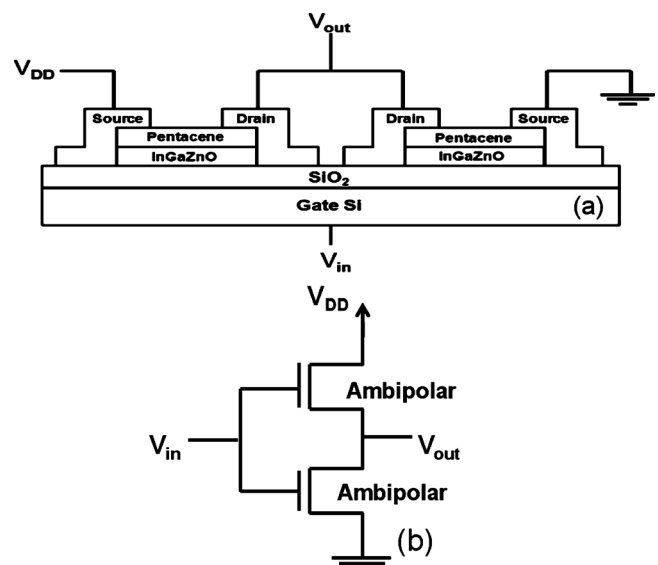 Vout
VDD
Source Drain Drain Source
Pentacene Pentacene
InGaZnO InGaZnO
SiO2
Gate Si (a)
Vin
VDD
Ambipolar
Vin Vout
Ambipolar
(b)